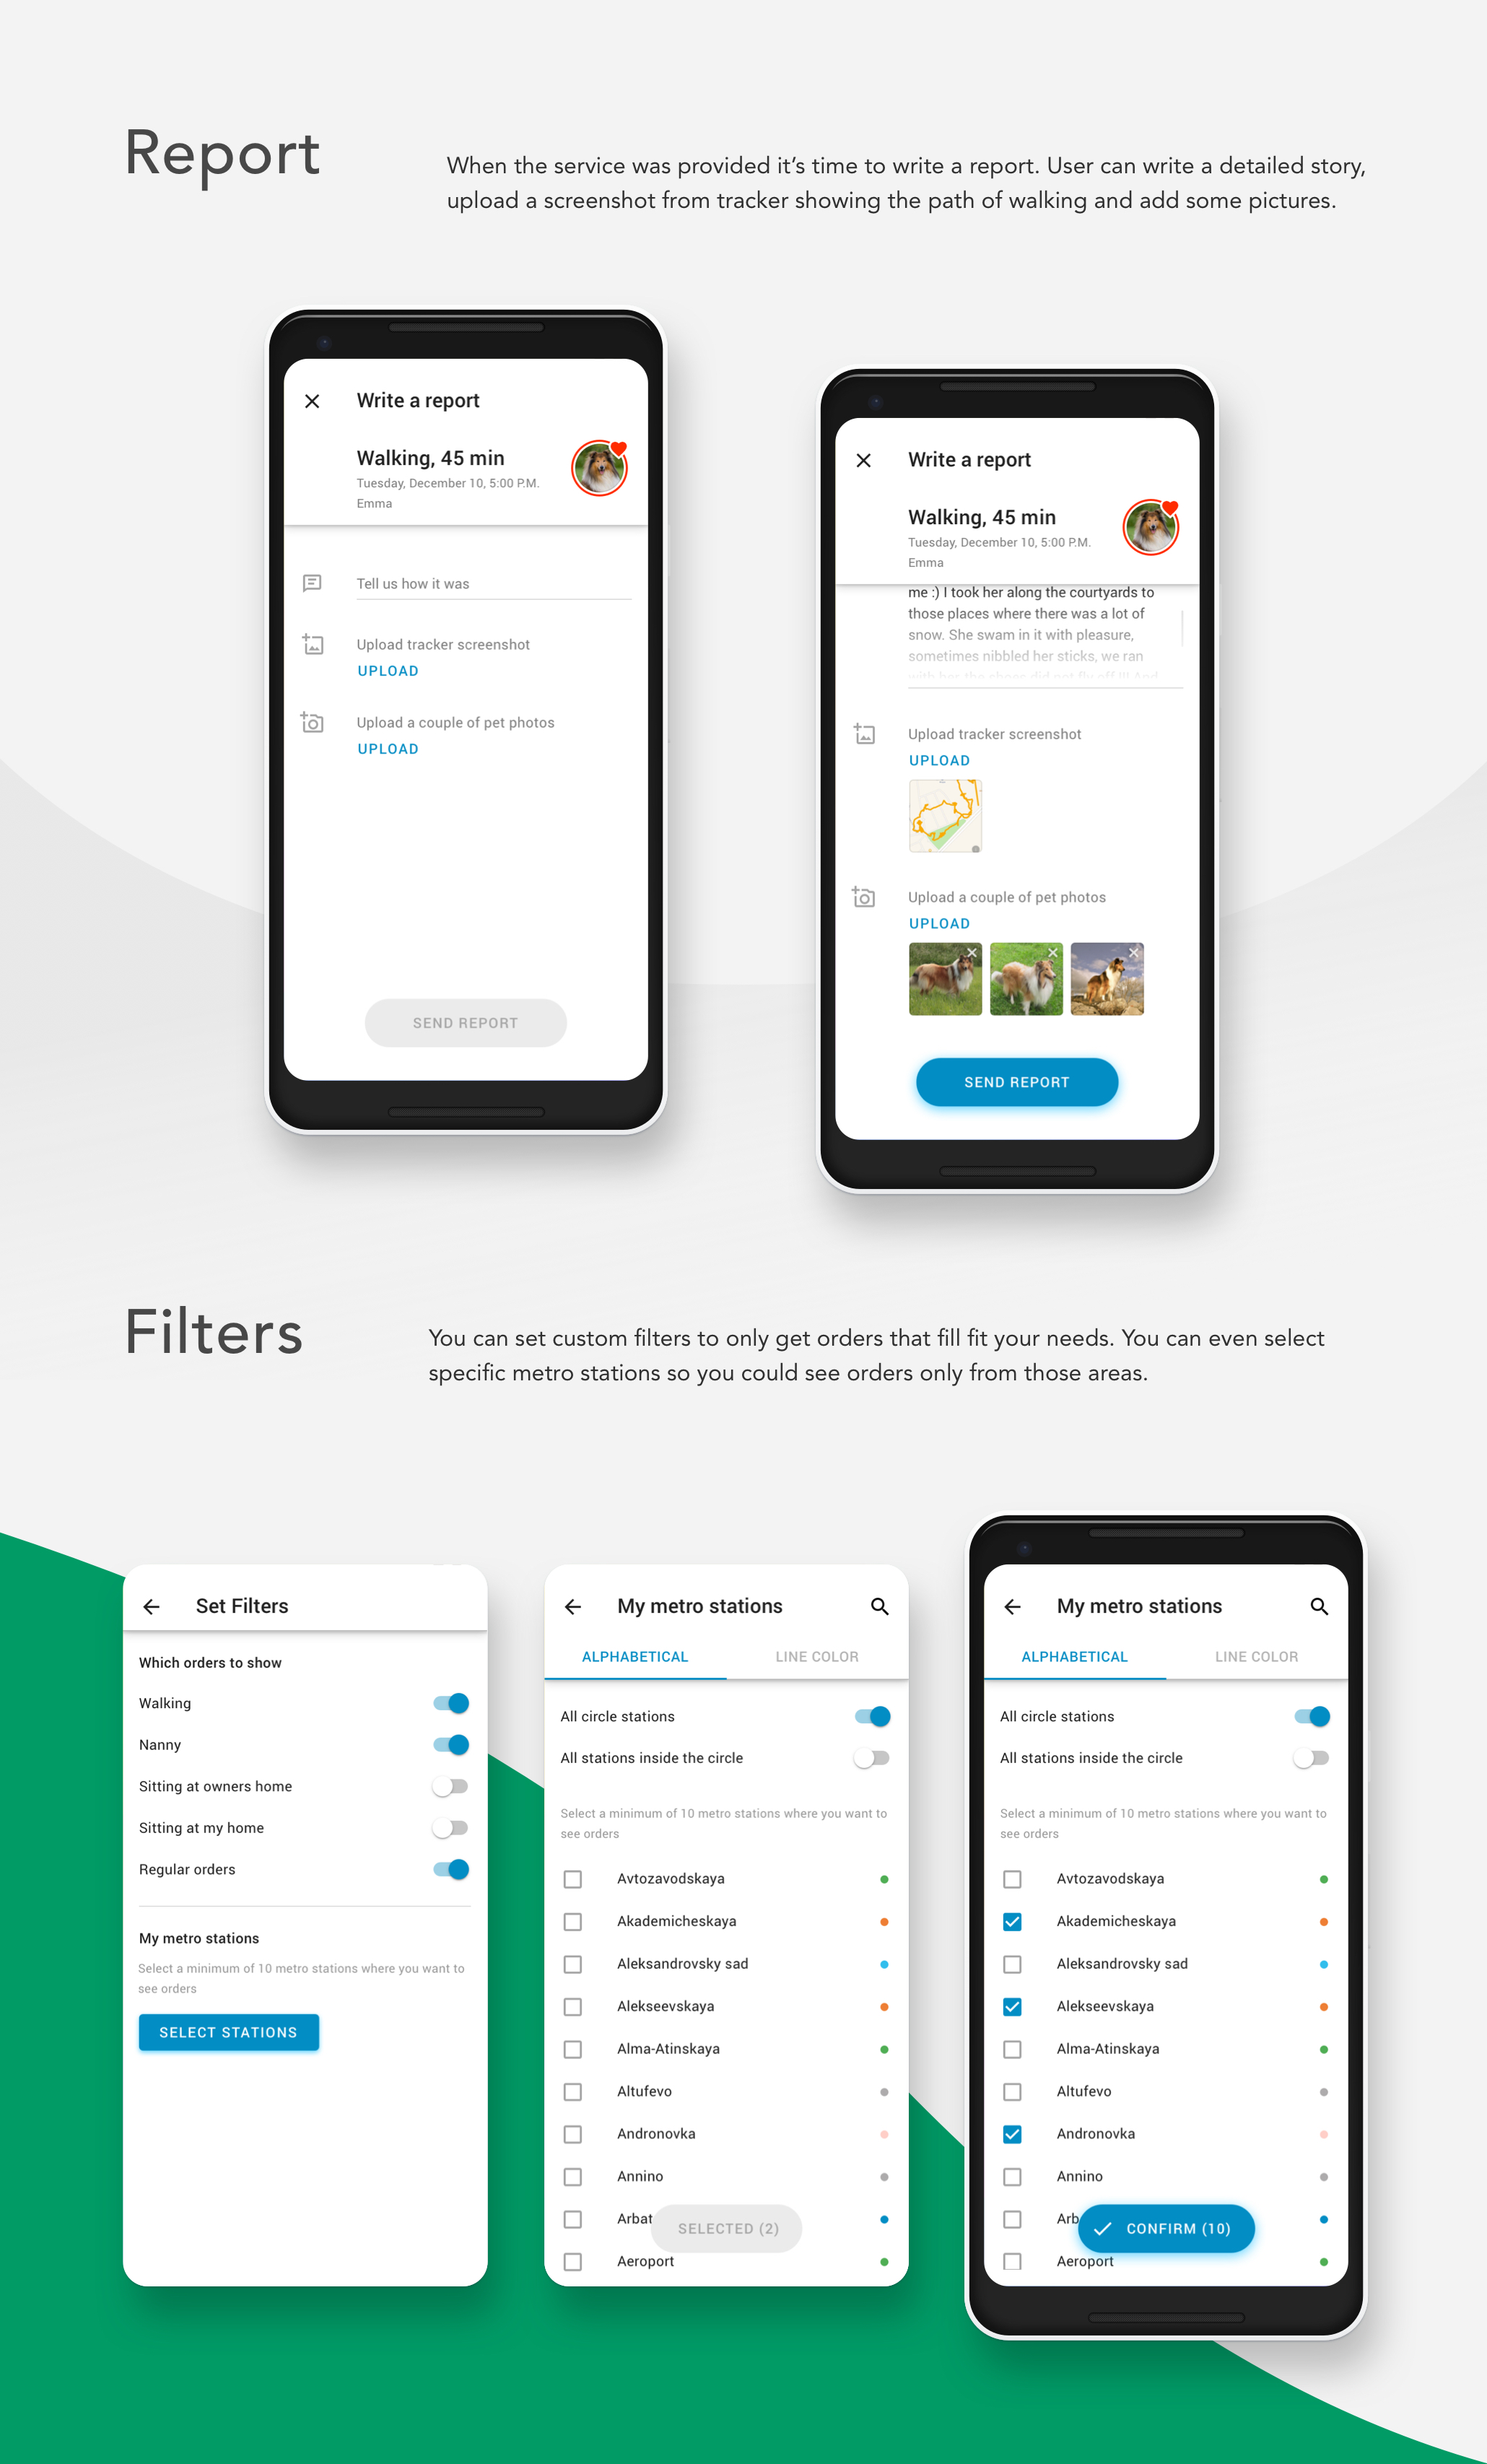 Report
When the service was provided it’s time to write a report. User can write a detailed story,
upload a screenshot from tracker showing the path of walking and add some pictures.
Write a report
Walking, 45 min
Tuesday, December 10, 5:00 P.M.
Emma
Tell us how it was
Upload tracker screenshot
UPLOAD
Upload a couple of pet photos
UPLOAD
SEND REPORT
Write a report
Walking, 45 min
Tuesday, December 10, 5:00 P.M.
Emma
me :) I took her along the courtyards to
those places where there was a lot of
snow. She swam in it with pleasure,
sometimes nibbled her sticks, we ran
with her, the shoes did not fly off !!! And
Upload tracker screenshot
UPLOAD
Upload a couple of pet photos
UPLOAD
SEND REPORT
Filters
You can set custom filters to only get orders that fill fit your needs. You can even select
specific metro stations so you could see orders only from those areas.
Set Filters
Which orders to show
Walking
Nanny
Sitting at owners home
Sitting at my home
Regular orders
My metro stations
Select a minimum of 10 metro stations where you want to
see orders
SELECT STATIONS
My metro stations
ALPHABETICAL LINE COLOR
All circle stations
All stations inside the circle
Select a minimum of 10 metro stations where you want to
see orders
Avtozavodskaya
Akademicheskaya
Aleksandrovsky sad
Alekseevskaya
Alma-Atinskaya
Altufevo
Andronovka
Annino
Arbat
SELECTED (2)
Aeroport
My metro stations
ALPHABETICAL LINE COLOR
All circle stations
All stations inside the circle
Select a minimum of 10 metro stations where you want to
see orders
Avtozavodskaya
Akademicheskaya
Aleksandrovsky sad
Alekseevskaya
Alma-Atinskaya
Altufevo
Andronovka
Annino
Arb
CONFIRM (10)
Aeroport